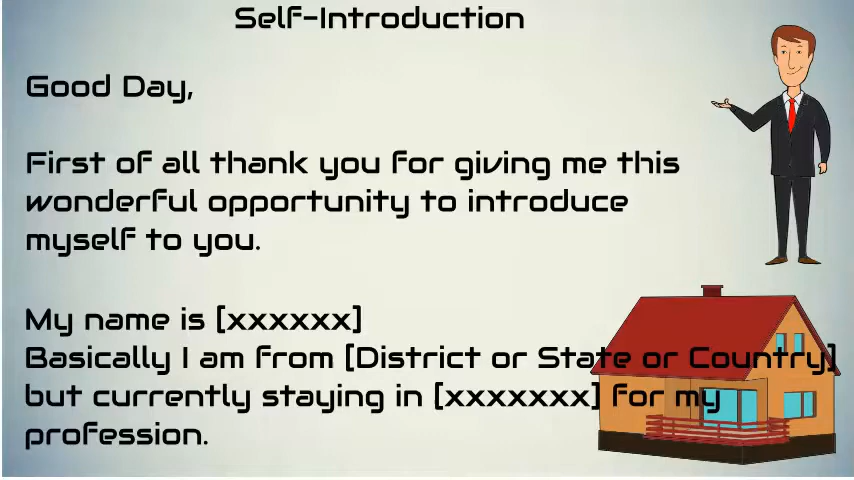 Self-Introduction
Good Day,
First of all thank you for giving me this
wonderful opportunity to introduce
myself to you.
My name is [xxxxxx]
Basically I am from [District or State or Country]
but currently staying in [xxxxxxx] for my
profession.